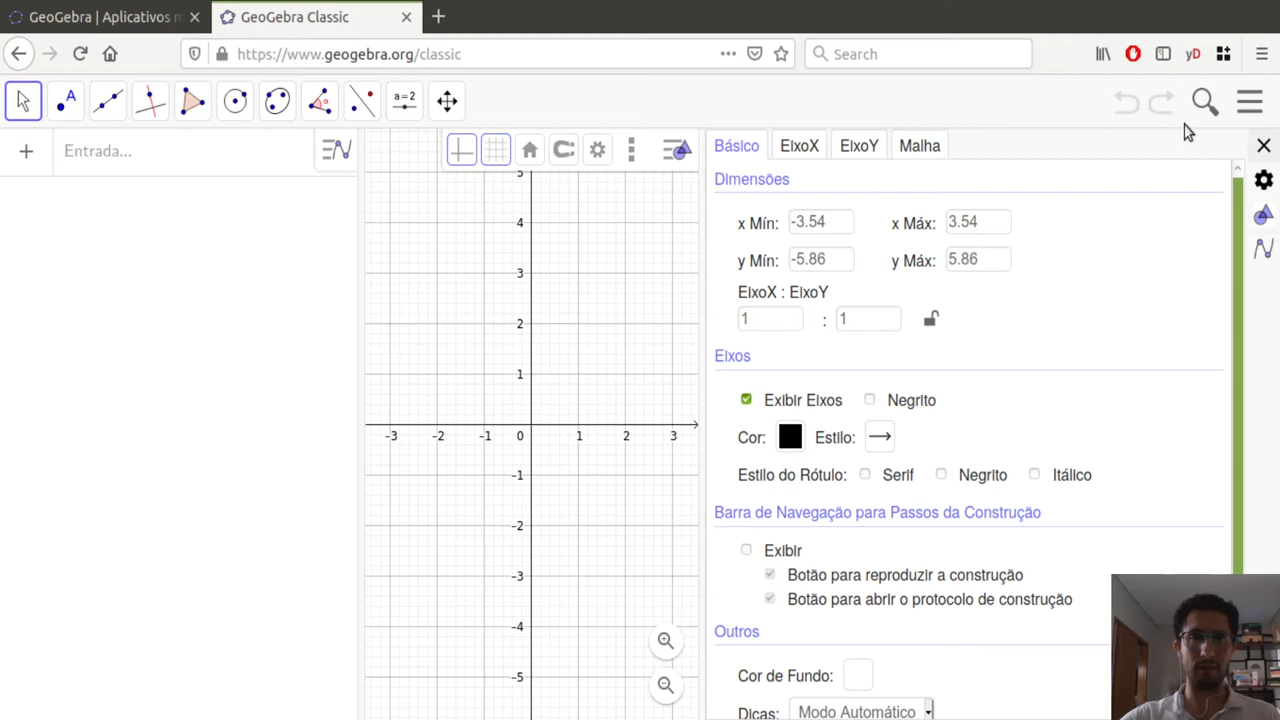 GeoGebra | Aplicativos m
GeoGebra Classic
https://www.geogebra.org/classic
Search
yD
A
a=2
Entrada...
Básico EixoX EixoY Malha
Dimensões
x Mín: -3.54 x Máx: 3.54
y Mín: -5.86 y Máx: 5.86
EixoX : EixoY
1 : 1
Eixos
Exibir Eixos Negrito
Cor: Estilo:
Estilo do Rótulo: Serif Negrito Itálico
Barra de Navegação para Passos da Construção
Exibir
Botão para reproduzir a construção
Botão para abrir o protocolo de construção
Outros
Cor de Fundo:
Dicas: Modo Automático
5
4
3
2
1
-3 -2 -1 0 1 2 3
-1
-2
-3
-4
-5